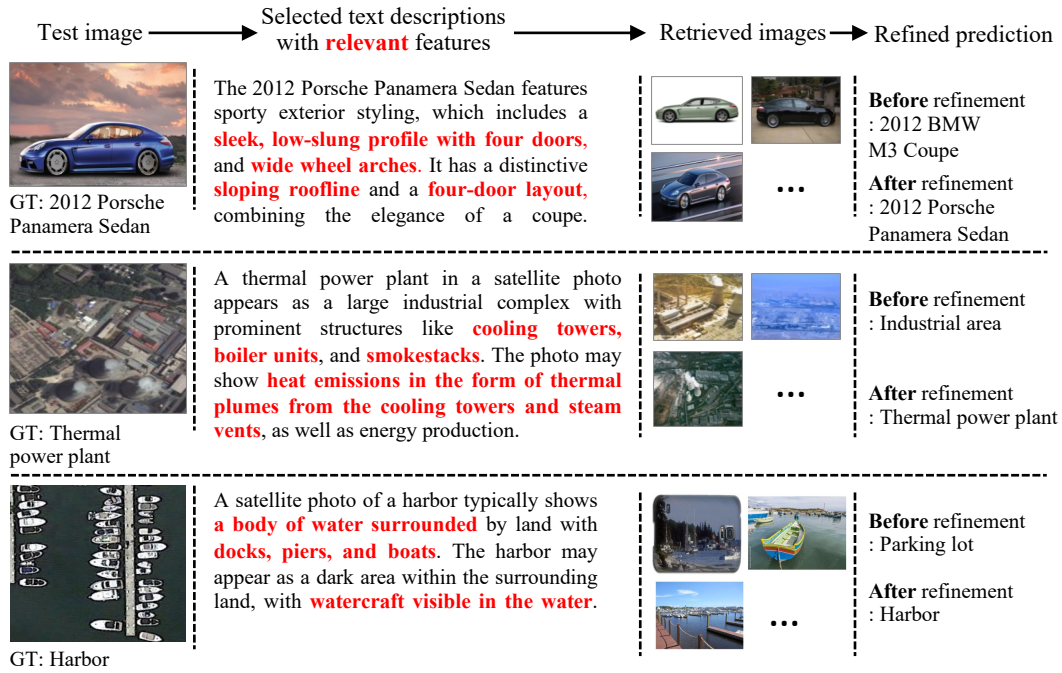 Test image
Selected text descriptions
with relevant features
Retrieved images
Refined prediction
The 2012 Porsche Panamera Sedan features
sporty exterior styling, which includes a
sleek, low-slung profile with four doors,
and wide wheel arches. It has a distinctive
sloping roofline and a four-door layout,
combining the elegance of a coupe.
GT: 2012 Porsche
Panamera Sedan
...
Before refinement
: 2012 BMW
M3 Coupe
After refinement
: 2012 Porsche
Panamera Sedan
A thermal power plant in a satellite photo
appears as a large industrial complex with
prominent structures like cooling towers,
boiler units, and smokestacks. The photo may
show heat emissions in the form of thermal
plumes from the cooling towers and steam
vents, as well as energy production.
GT: Thermal
power plant
...
Before refinement
: Industrial area
After refinement
: Thermal power plant
A satellite photo of a harbor typically shows
a body of water surrounded by land with
docks, piers, and boats. The harbor may
appear as a dark area within the surrounding
land, with watercraft visible in the water.
GT: Harbor
...
Before refinement
: Parking lot
After refinement
: Harbor